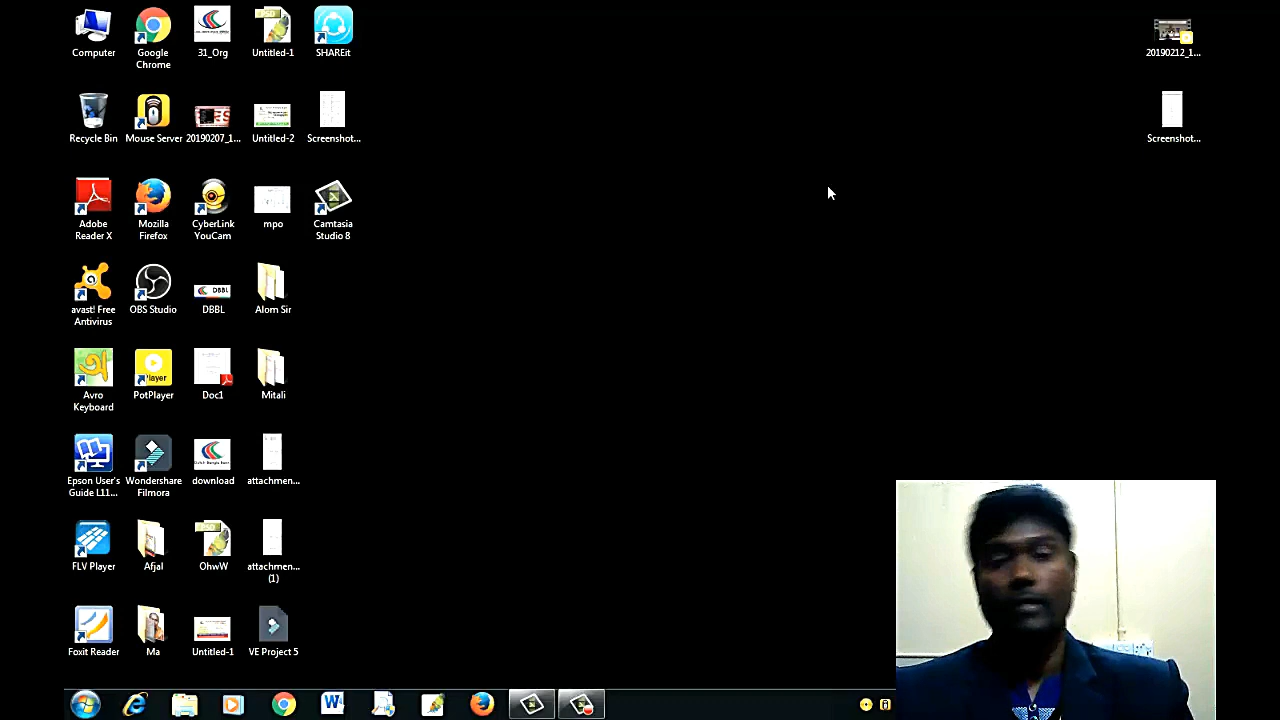 Computer
Google
Chrome
31_Org
Untitled-1
SHAREit
20190212_1...
Recycle Bin
Mouse Server
20190207_1...
Untitled-2
Screenshot...
Screenshot...
Adobe
Reader X
Mozilla
Firefox
CyberLink
YouCam
mpo
Camtasia
Studio 8
avast! Free
Antivirus
OBS Studio
DBBL
DBBL
Alom Sir
অ
Avro
Keyboard
Player
PotPlayer
Doc1
Mitali
Epson User's
Guide L11...
Wondershare
Filmora
download
attachmen...
FLV Player
Afjal
OhwW
attachmen...
(1)
Foxit Reader
Ma
Untitled-1
VE Project 5
W